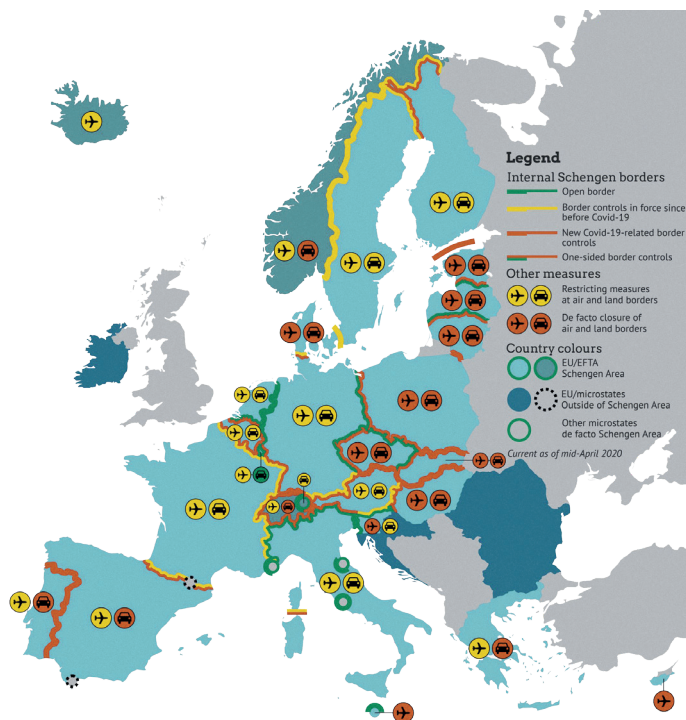 Legend
Internal Schengen borders
Open border
Border controls in force since
before Covid-19
New Covid-19-related border
controls
One-sided border controls
Other measures
Restricting measures
at air and land borders
De facto closure of
air and land borders
Country colours
EU/EFTA
Schengen Area
EU/microstates
Outside of Schengen Area
Other microstates
de facto Schengen Area
Current as of mid-April 2020